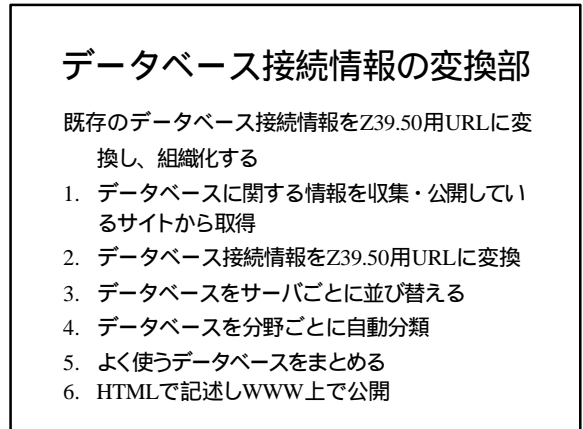 データベース接続情報の変換部
既存のデータベース接続情報をZ39.50用URLに変
換し、組織化する
1. データベースに関する情報を収集・公開してい
るサイトから取得
2. データベース接続情報をZ39.50用URLに変換
3. データベースをサーバごとに並び替える
4. データベースを分野ごとに自動分類
5. よく使うデータベースをまとめる
6. HTMLで記述しWWW上で公開